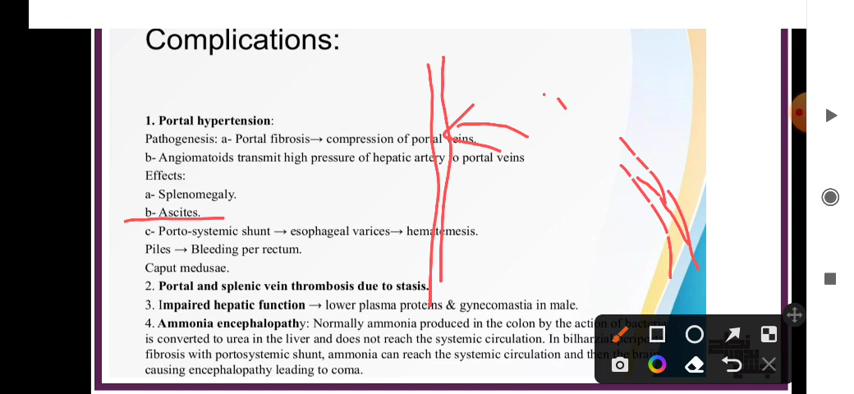 Complications:
1. Portal hypertension:
Pathogenesis: a- Portal fibrosis→ compression of portal veins.
b- Angiomatoids transmit high pressure of hepatic artery to portal veins
Effects:
a- Splenomegaly.
b- Ascites.
c- Porto-systemic shunt → esophageal varices→ hematemesis.
Piles → Bleeding per rectum.
Caput medusae.
2. Portal and splenic vein thrombosis due to stasis.
3. Impaired hepatic function → lower plasma proteins & gynecomastia in male.
4. Ammonia encephalopathy: Normally ammonia produced in the colon by the action of
is converted to urea in the liver and does not reach the systemic circulation. In
fibrosis with portosystemic shunt, ammonia can reach the systemic circulation and
causing encephalopathy leading to coma.